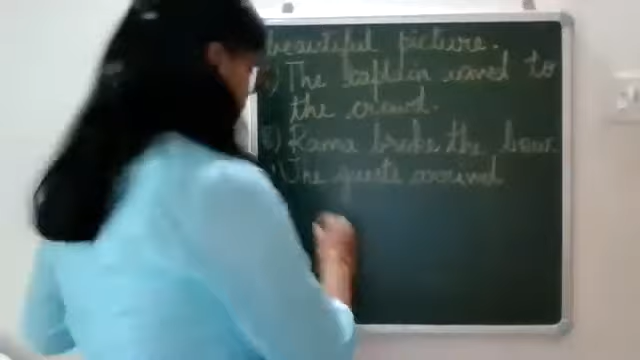 beautiful picture.
) The captain waved to
the crowd.
) Rama broke the bow.
The guests arrived